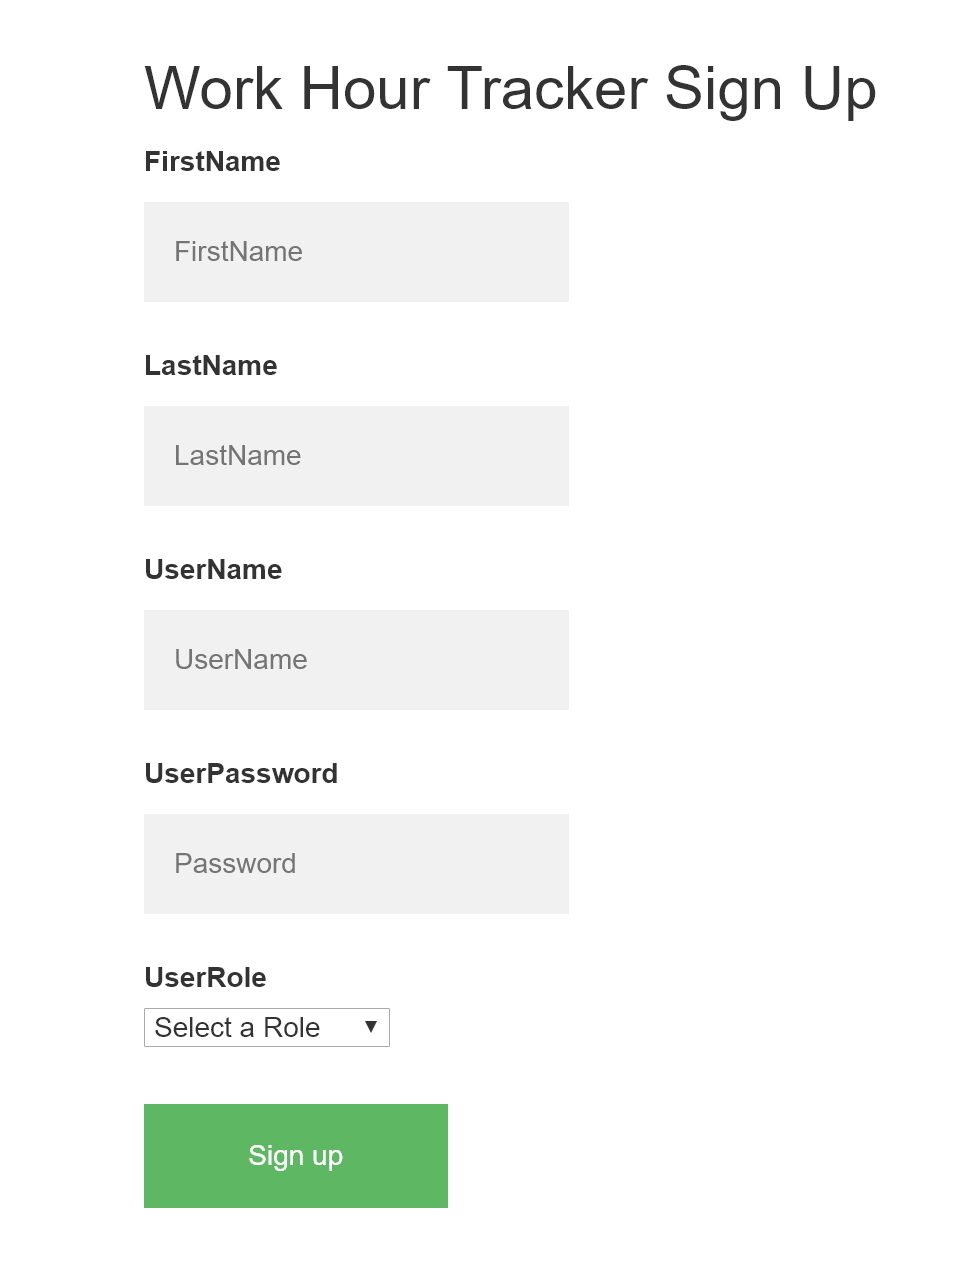 Work Hour Tracker Sign Up
FirstName
FirstName
LastName
LastName
UserName
UserName
UserPassword
Password
UserRole
Select a Role
Sign up